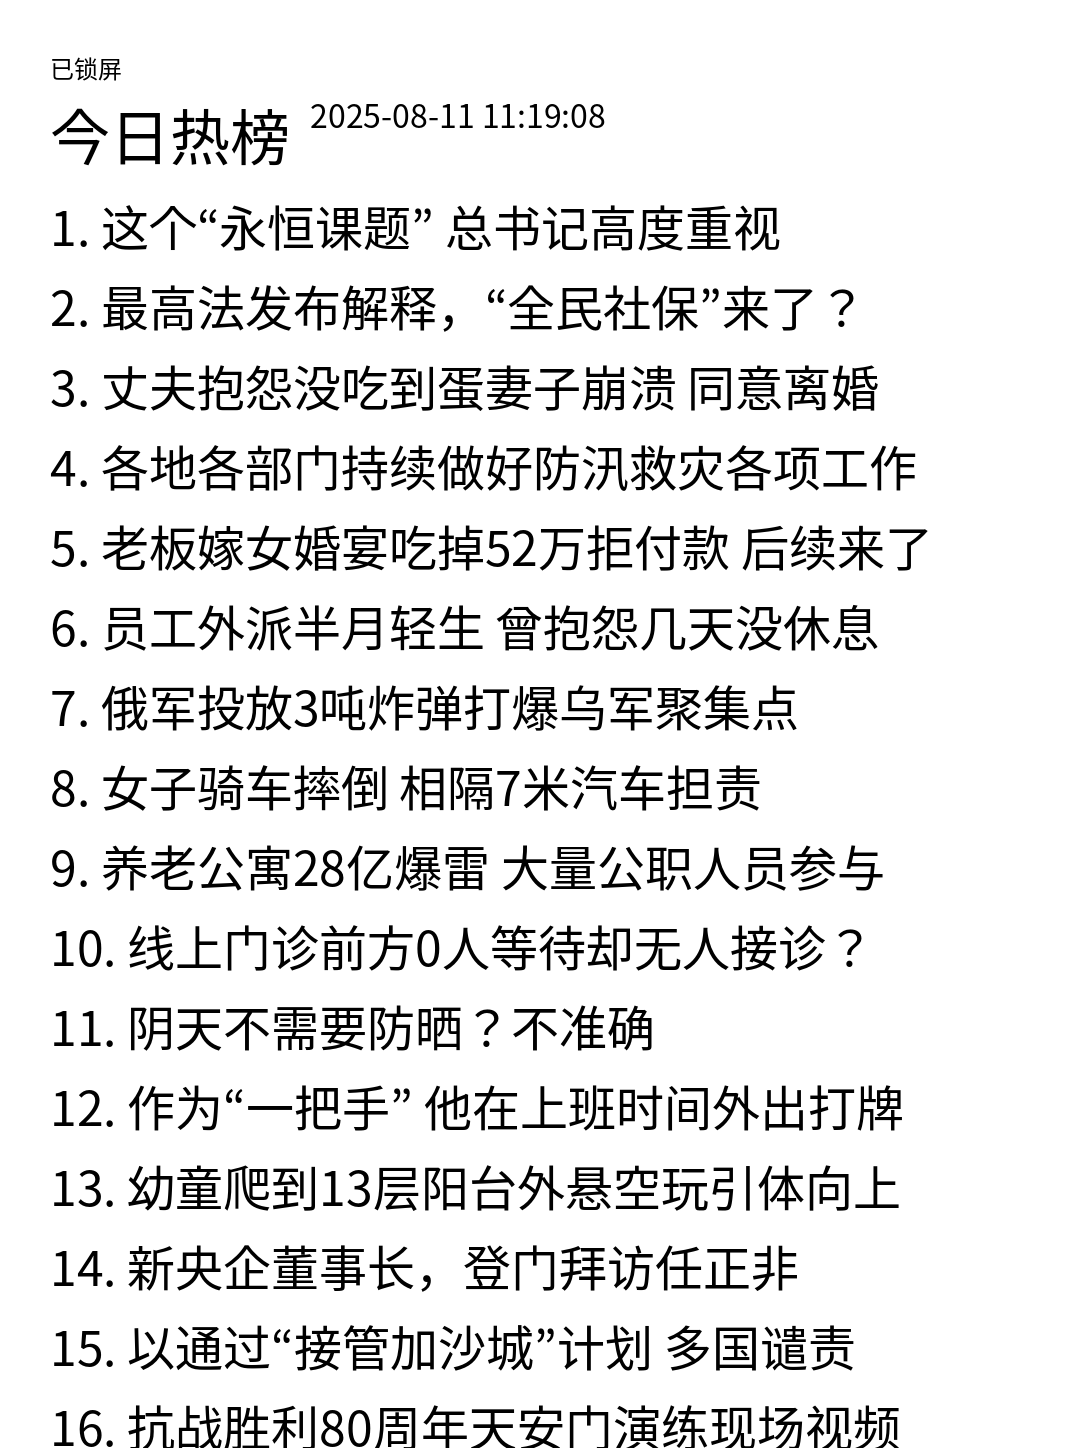 已锁屏
今日热榜 2025-08-11 11:19:08
1. 这个“永恒课题” 总书记高度重视
2. 最高法发布解释，“全民社保”来了？
3. 丈夫抱怨没吃到蛋妻子崩溃 同意离婚
4. 各地各部门持续做好防汛救灾各项工作
5. 老板嫁女婚宴吃掉52万拒付款 后续来了
6. 员工外派半月轻生 曾抱怨几天没休息
7. 俄军投放3吨炸弹打爆乌军聚集点
8. 女子骑车摔倒 相隔7米汽车担责
9. 养老公寓28亿爆雷 大量公职人员参与
10. 线上门诊前方0人等待却无人接诊？
11. 阴天不需要防晒？不准确
12. 作为“一把手” 他在上班时间外出打牌
13. 幼童爬到13层阳台外悬空玩引体向上
14. 新央企董事长，登门拜访任正非
15. 以通过“接管加沙城”计划 多国谴责
16. 抗战胜利80周年天安门演练现场视频